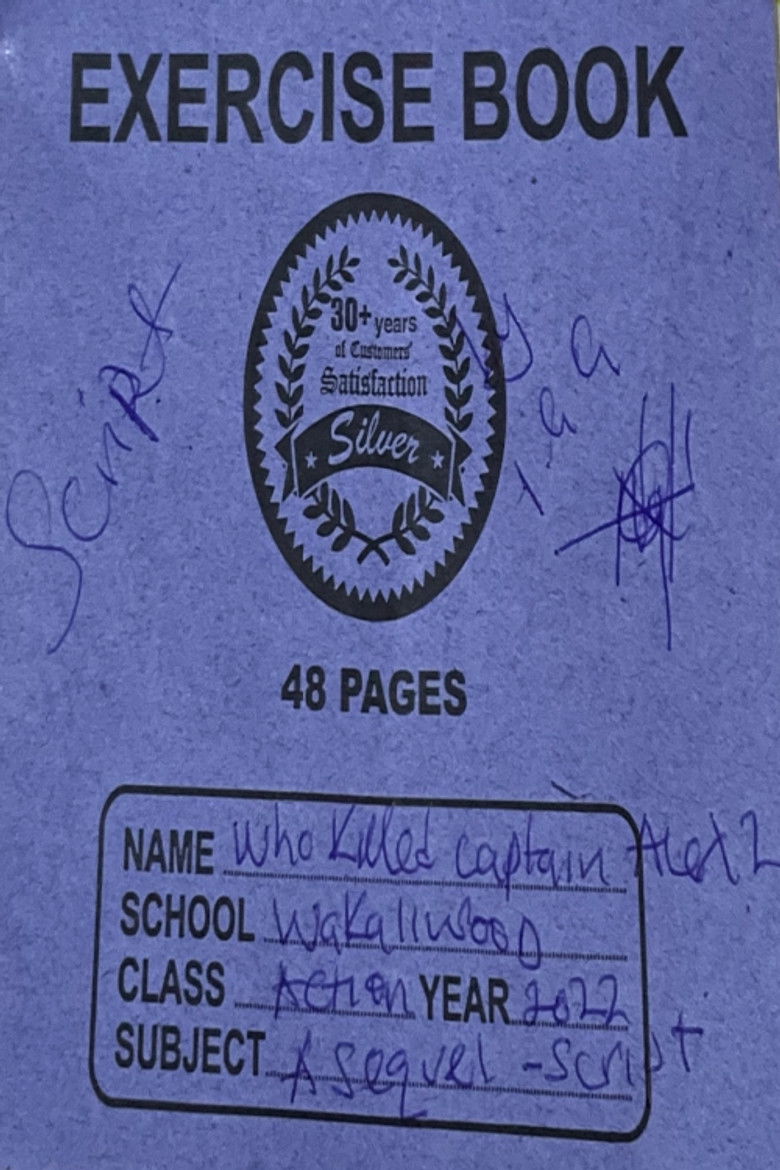 EXERCISE BOOK
30+ years
of Customers'
Satisfaction
Silver
Script
48 PAGES
NAME Who Killed Captain Alex 2
SCHOOL Wakaliwood
CLASS Action YEAR 2022
SUBJECT A Sequel - Script